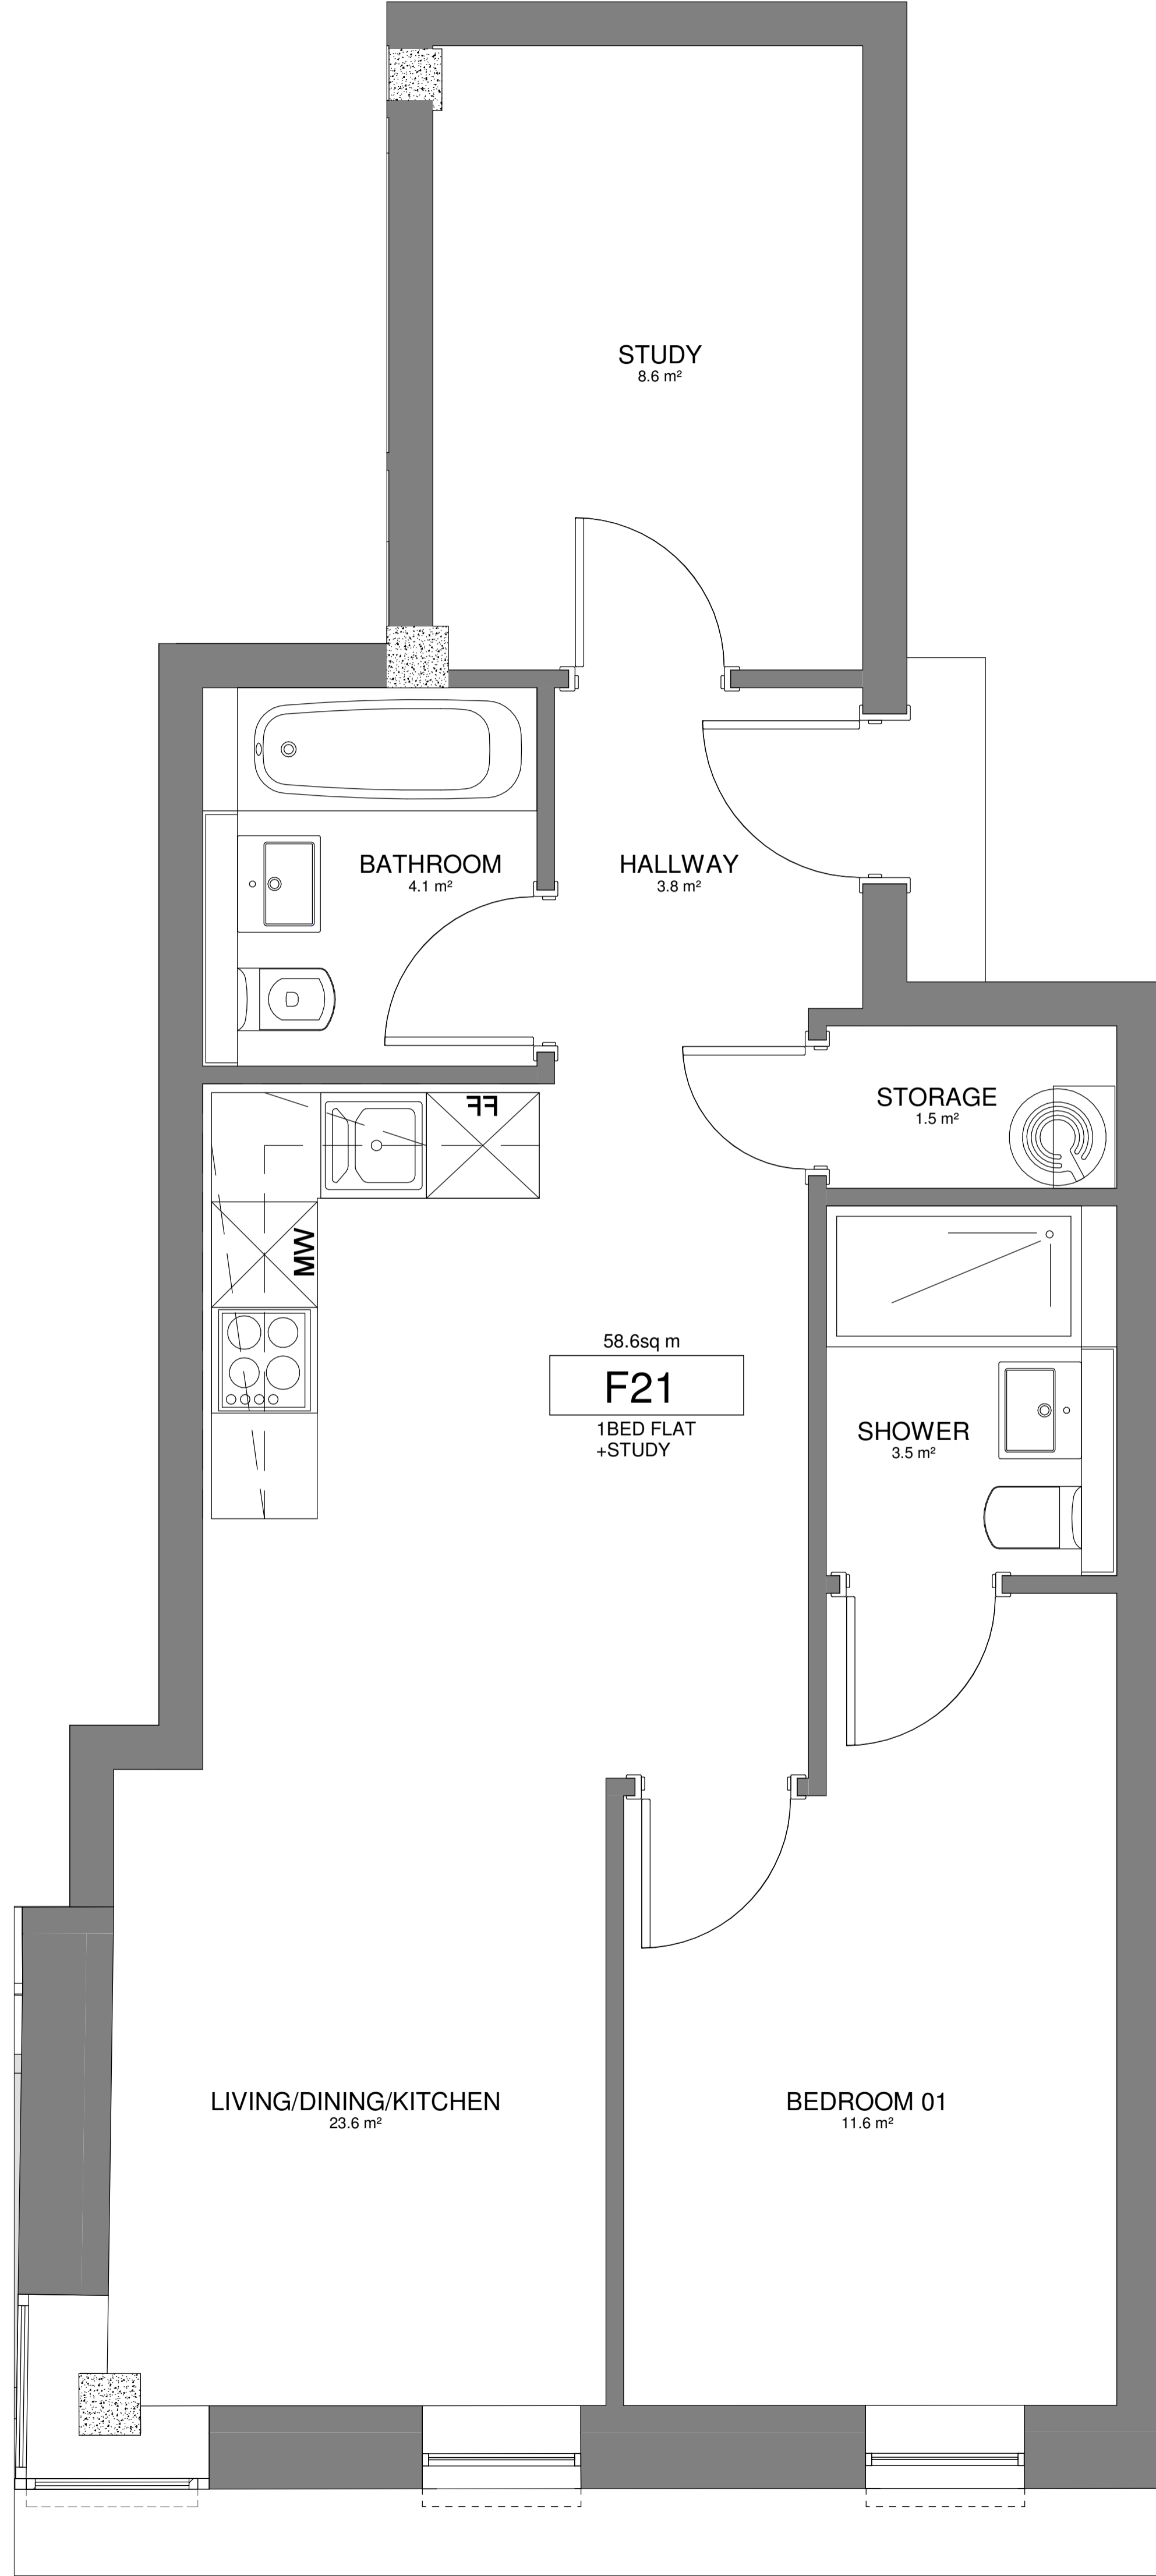 STUDY
8.6 m²
BATHROOM
4.1 m²
HALLWAY
3.8 m²
FF
STORAGE
1.5 m²
MW
58.6sq m
F21
1BED FLAT
+STUDY
SHOWER
3.5 m²
LIVING/DINING/KITCHEN
23.6 m²
BEDROOM 01
11.6 m²